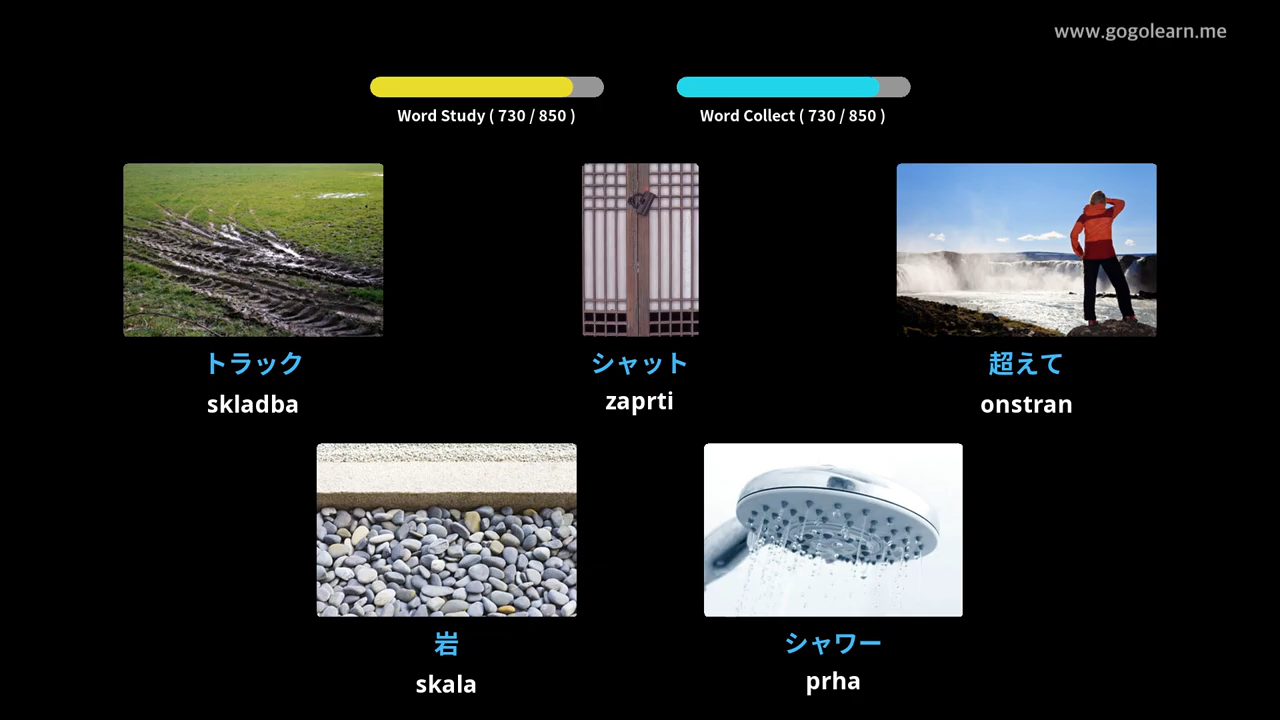 www.gogolearn.me
Word Study ( 730 / 850 )
Word Collect ( 730 / 850 )
トラック
skladba
シャット
zaprti
超えて
onstran
岩
skala
シャワー
prha